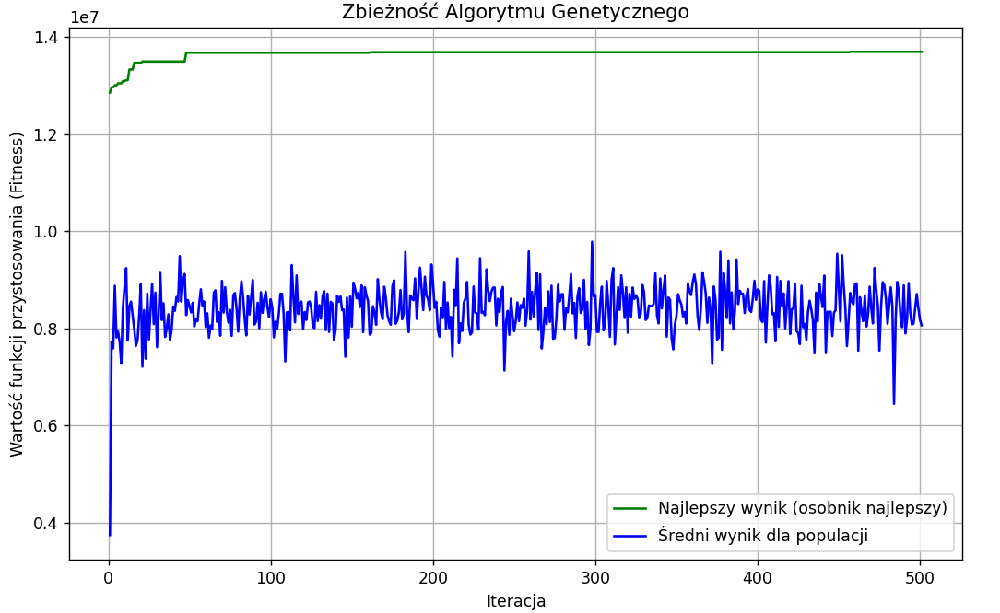 Zbieżność Algorytmu Genetycznego
1e7
1.4
1.2
1.0
0.8
0.6
0.4
Wartość funkcji przystosowania (Fitness)
Najlepszy wynik (osobnik najlepszy)
Średni wynik dla populacji
0 100 200 300 400 500
Iteracja